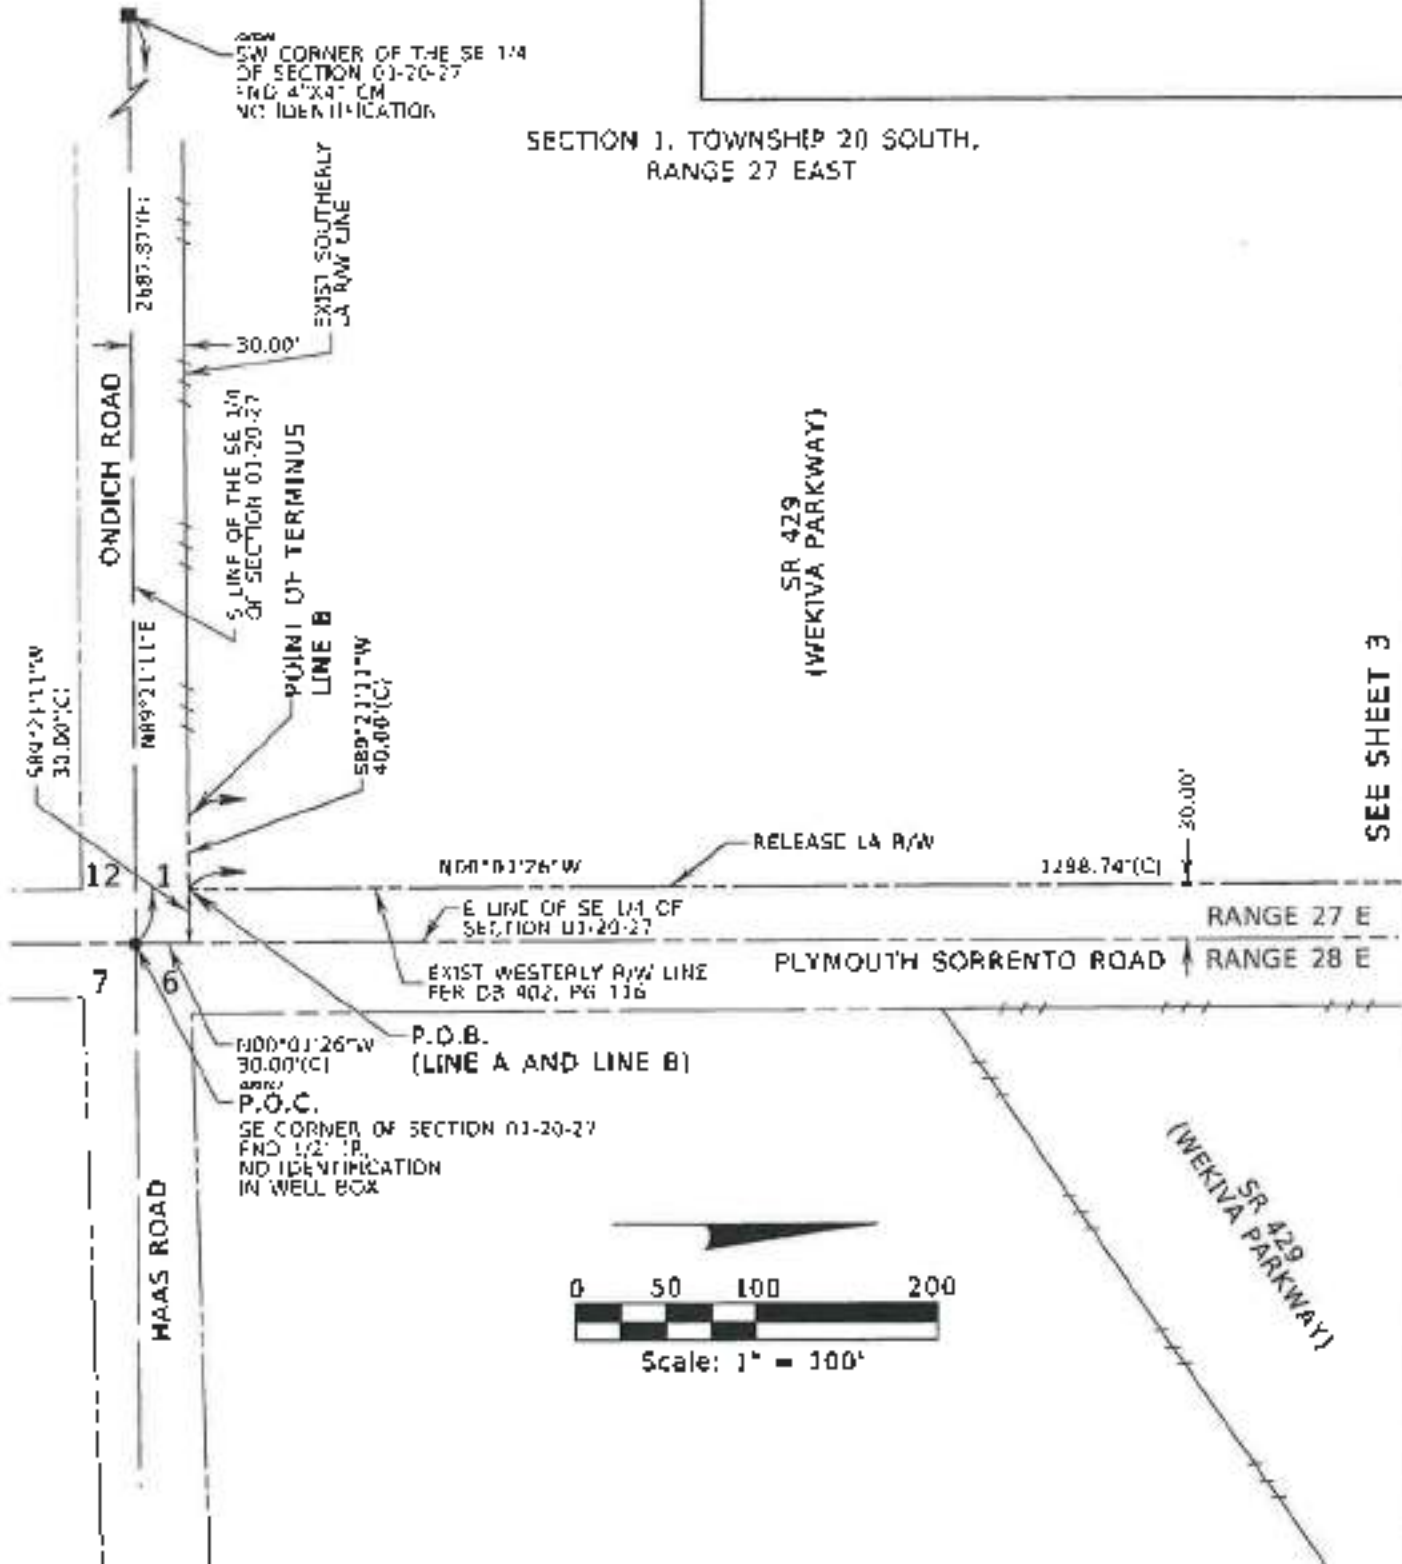 SW CORNER OF THE SE 1/4
OF SECTION 01-20-27
FND 4"X4" CM
NO IDENTIFICATION
SECTION 1, TOWNSHIP 20 SOUTH,
RANGE 27 EAST
EXIST SOUTHERLY
LA R/W LINE
30.00'
ONDICH ROAD
S LINE OF THE SE 1/4
OF SECTION 01-20-27
POINT OF TERMINUS
LINE B
SR 429
(WEKIVA PARKWAY)
SEE SHEET 3
N89°21'11"E
S89°21'11"W
30.00'(C)
S89°21'11"W
40.00'(C)
30.00'
RELEASE LA R/W
N00°01'26"W
1298.74'(C)
12
1
E LINE OF SE 1/4 OF
SECTION 01-20-27
RANGE 27 E
PLYMOUTH SORRENTO ROAD
RANGE 28 E
7
6
EXIST WESTERLY R/W LINE
PER DB 402, PG 116
P.O.B.
(LINE A AND LINE B)
N00°01'26"W
30.00'(C)
P.O.C.
SE CORNER OF SECTION 01-20-27
FND 1/2" IR,
NO IDENTIFICATION
IN WELL BOX
HAAS ROAD
SR 429
(WEKIVA PARKWAY)
0 50 100 200
Scale: 1" = 100'